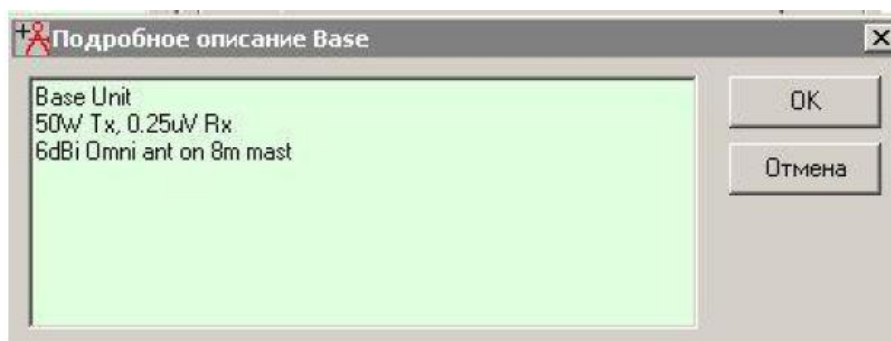 Подробное описание Base
Base Unit
50W Tx, 0.25uV Rx
6dBi Omni ant on 8m mast
OK
Отмена